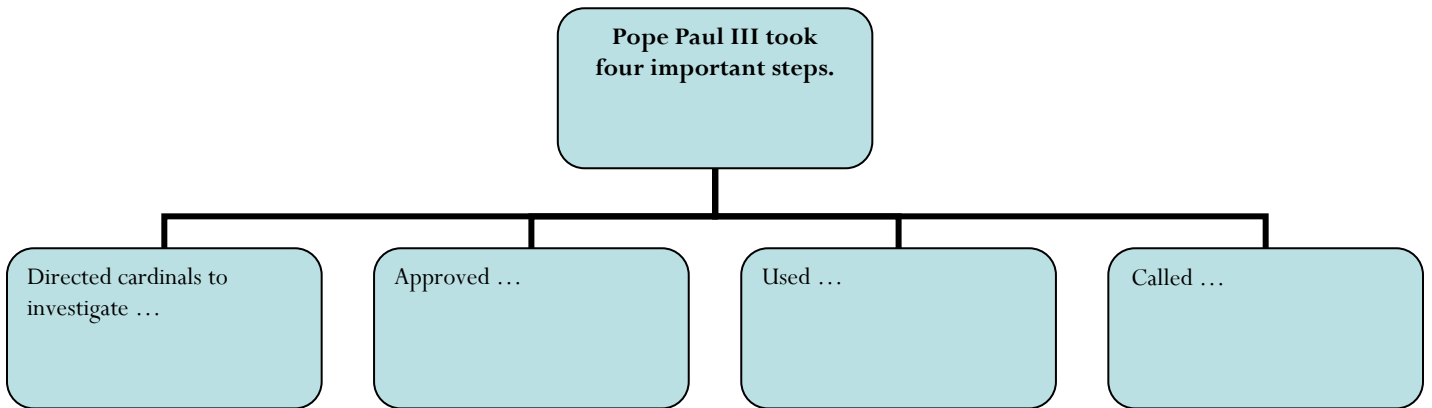 Pope Paul III took
four important steps.
Directed cardinals to
investigate …
Approved …
Used …
Called …